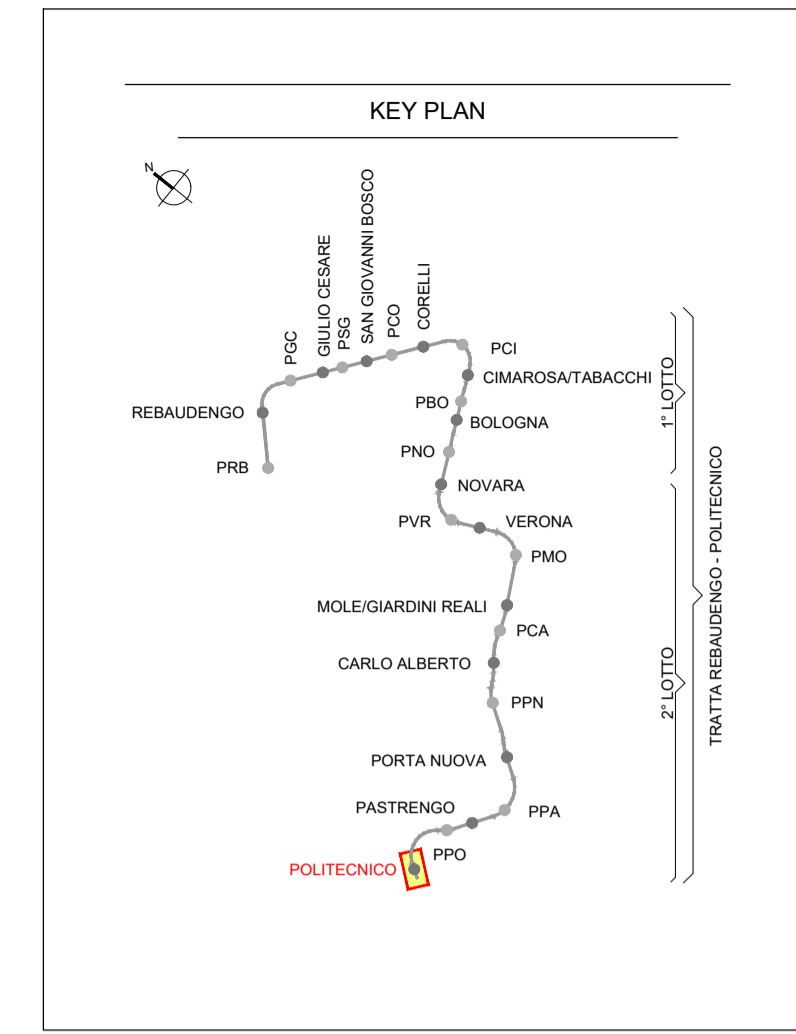 KEY PLAN
N
PGC
GIULIO CESARE
PSG
SAN GIOVANNI BOSCO
PCO
CORELLI
PCI
CIMAROSA/TABACCHI
REBAUDENGO
PBO
BOLOGNA
PRB
PNO
NOVARA
PVR
VERONA
PMO
MOLE/GIARDINI REALI
PCA
CARLO ALBERTO
PPN
PORTA NUOVA
PASTRENGO
PPA
PPO
POLITECNICO
1° LOTTO
2° LOTTO
TRATTA REBAUDENGO - POLITECNICO